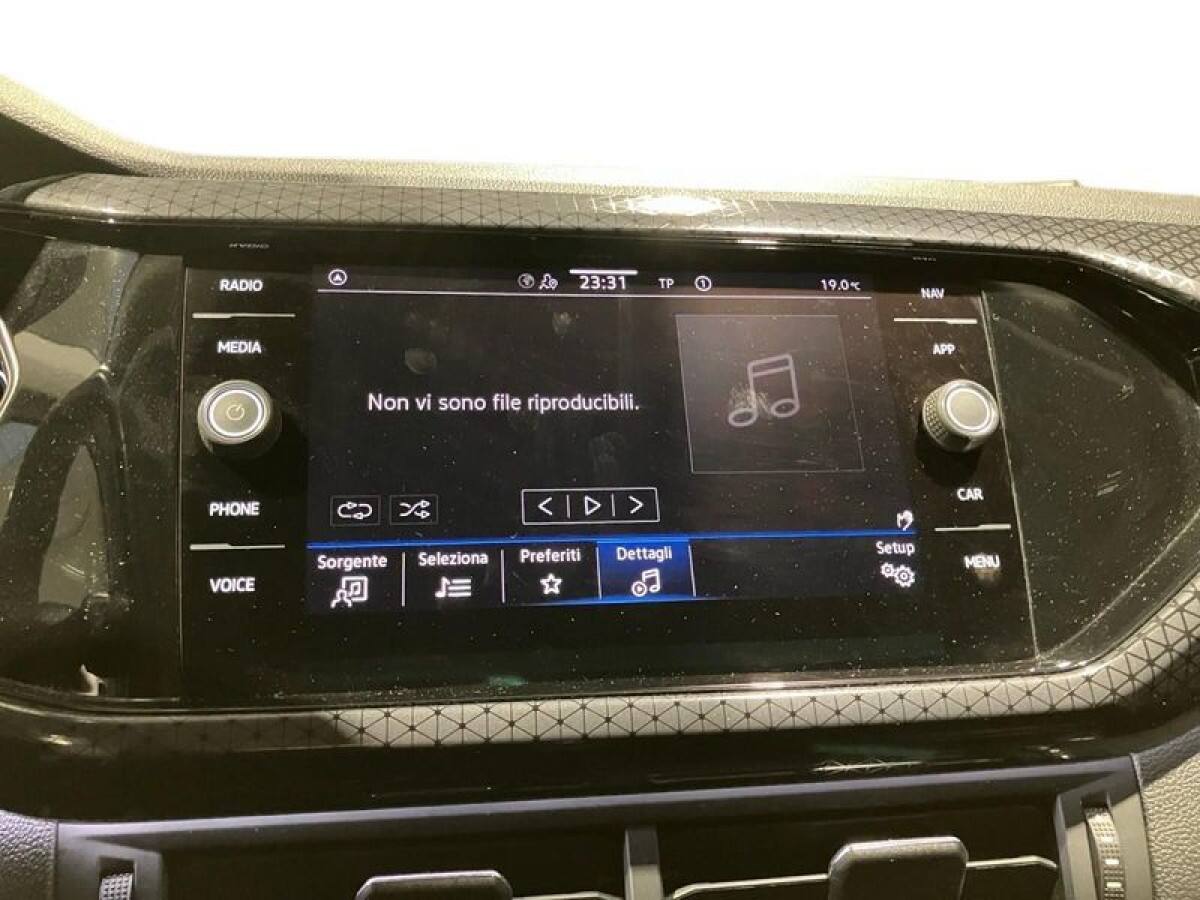 RADIO
MEDIA
PHONE
VOICE
23:31 TP 1 19.0°C
Non vi sono file riproducibili.
Sorgente Seleziona Preferiti Dettagli Setup
NAV
APP
CAR
MENU